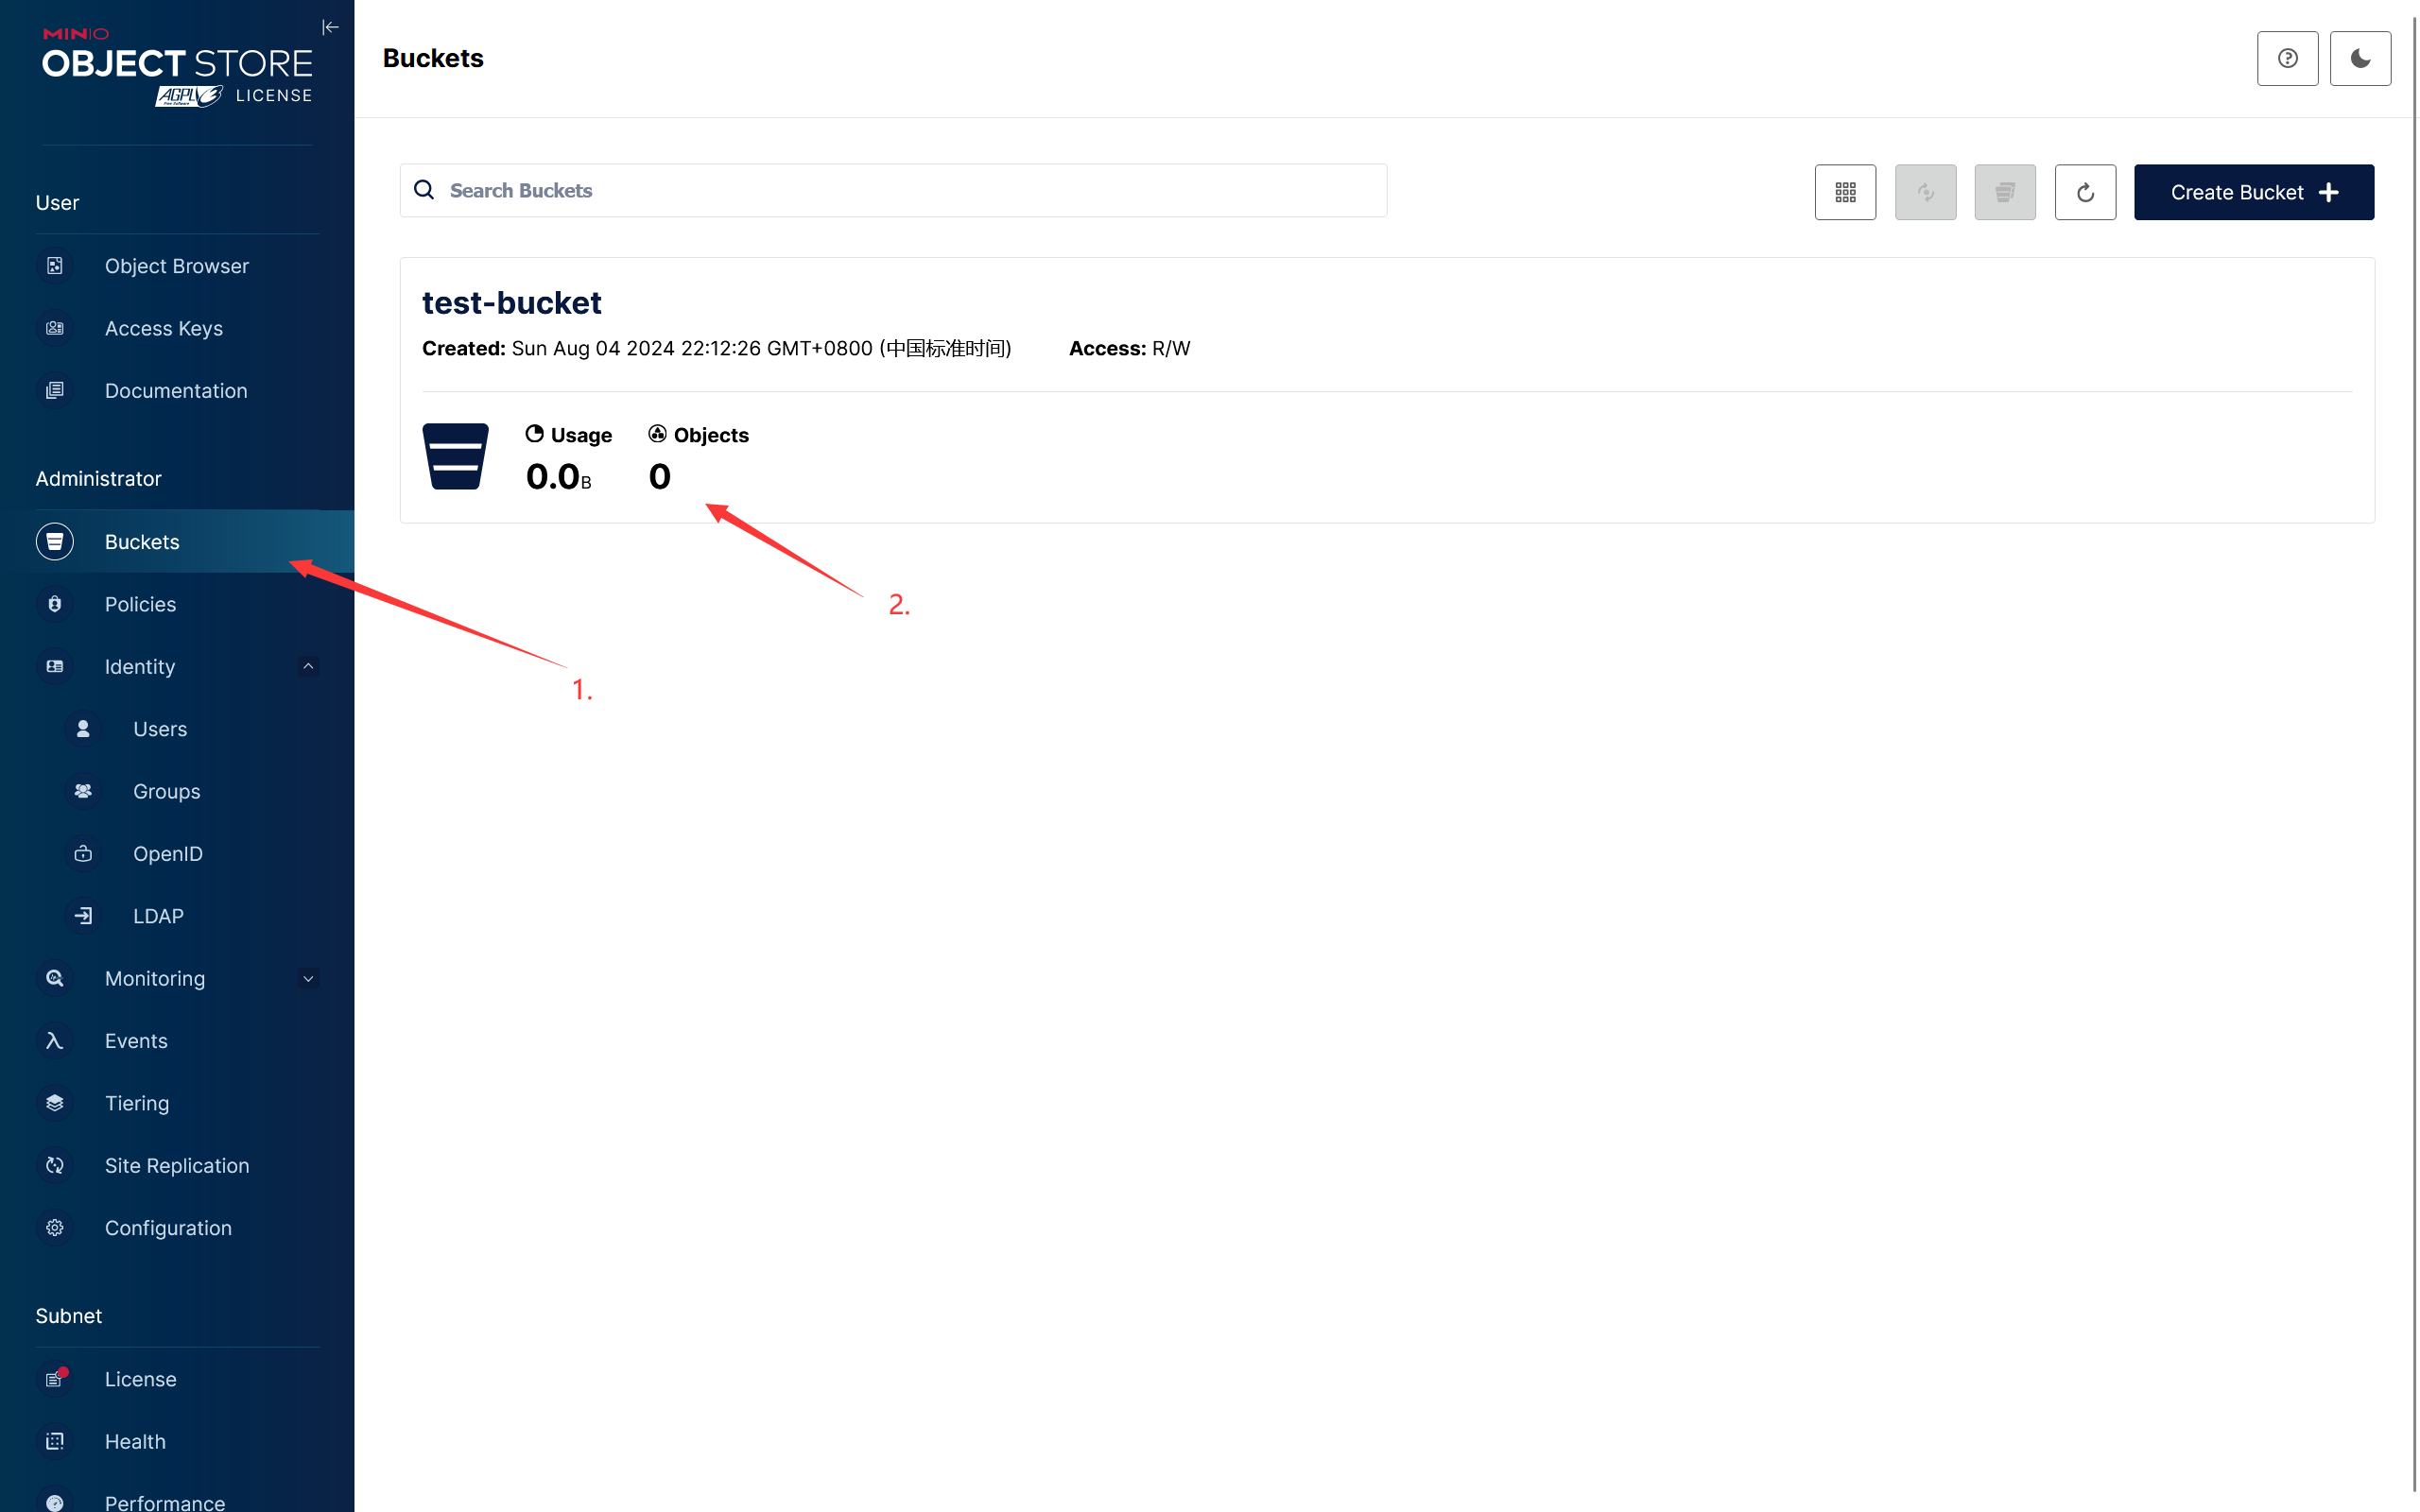 MINIO
OBJECT STORE
AGPL Free Software LICENSE
User
Object Browser
Access Keys
Documentation
Administrator
Buckets
Policies
Identity
Users
Groups
OpenID
LDAP
Monitoring
Events
Tiering
Site Replication
Configuration
Subnet
License
Health
Performance
Buckets
Search Buckets
Create Bucket
test-bucket
Created: Sun Aug 04 2024 22:12:26 GMT+0800 (中国标准时间) Access: R/W
Usage Objects
0.0B 0
2.
1.